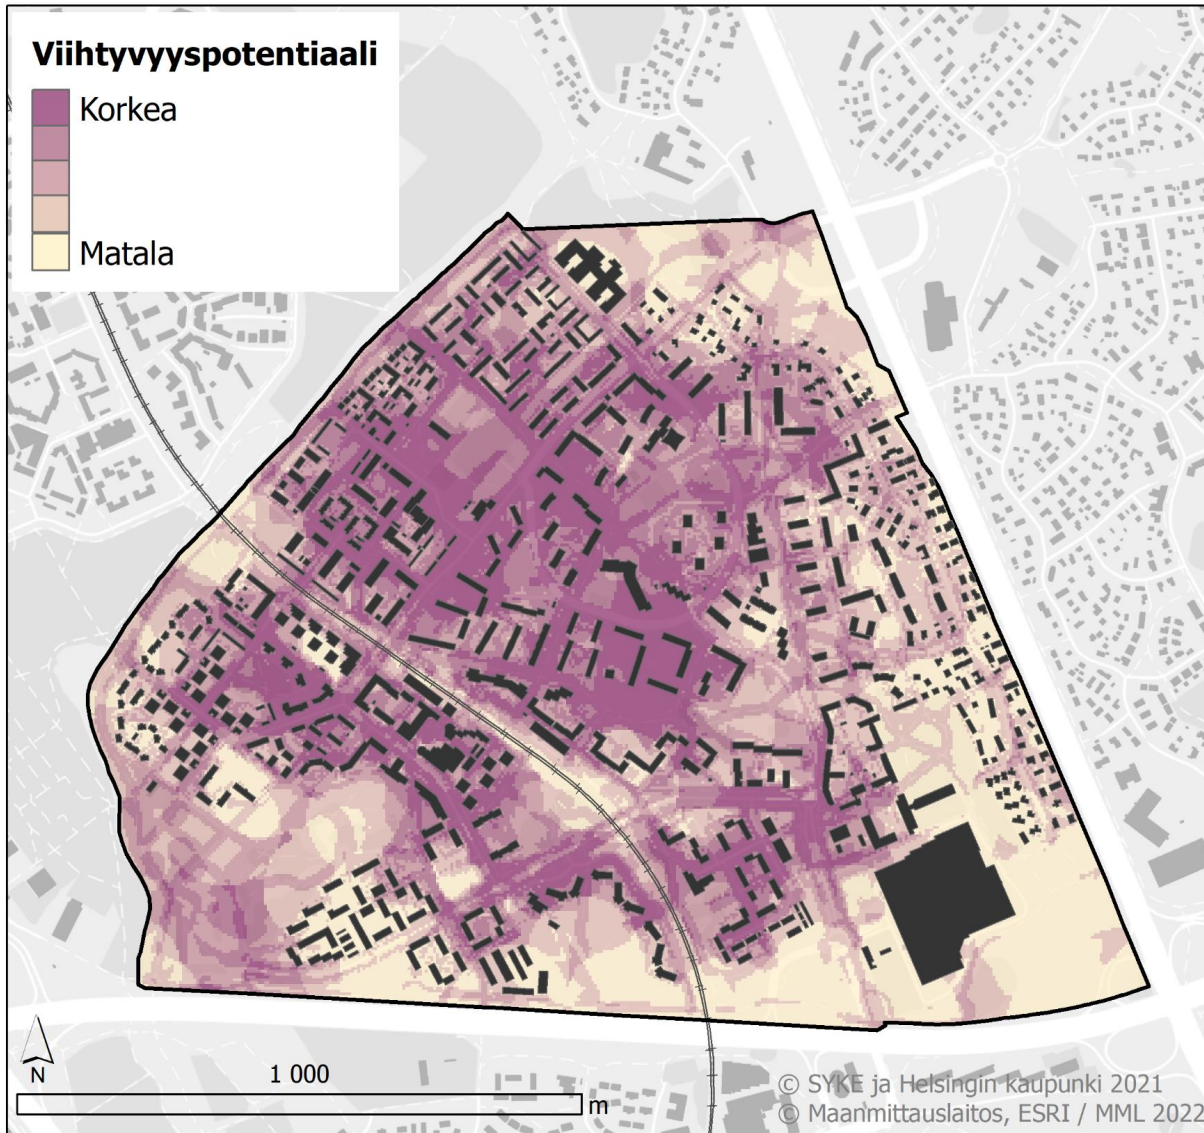 Viihtyvyyspotentiaali
Korkea
Matala
N
1 000
m
© SYKE ja Helsingin kaupunki 2021
© Maanmittauslaitos, ESRI / MML 2022